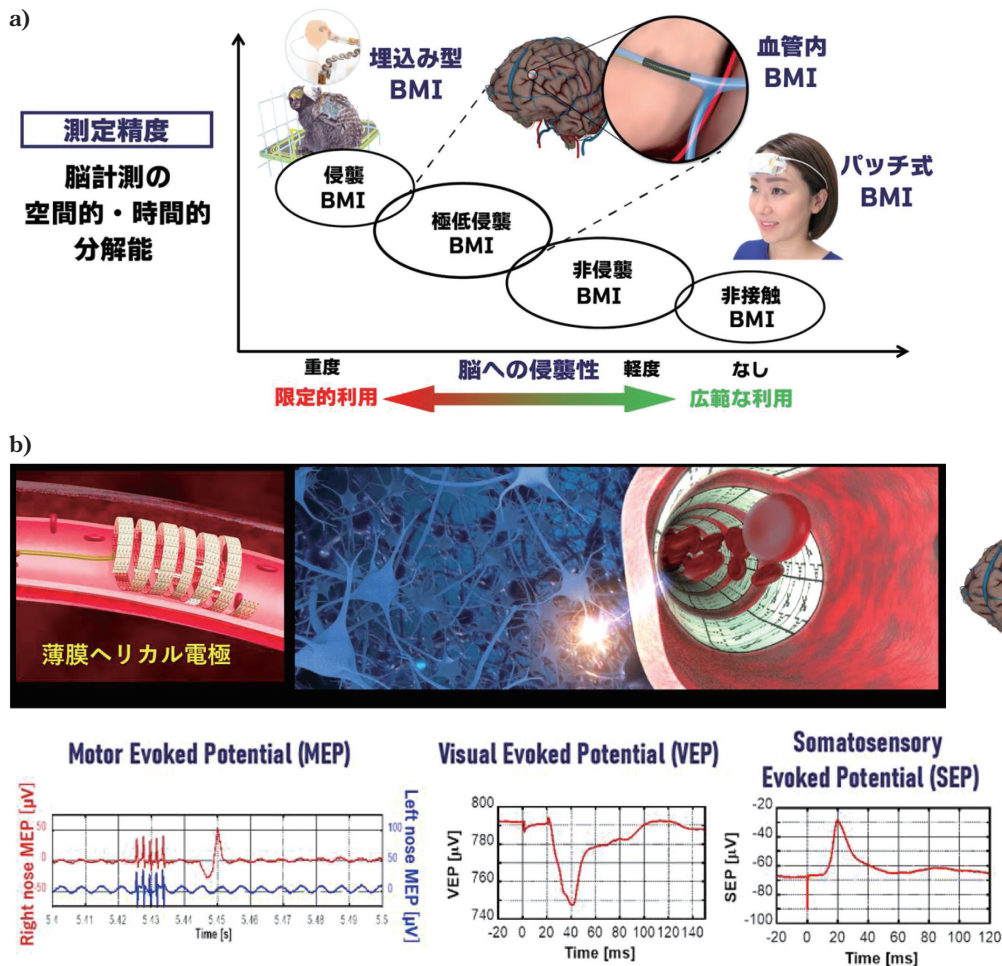 a)
埋込み型
BMI
血管内
BMI
測定精度
脳計測の
空間的・時間的
分解能
パッチ式
BMI
侵襲
BMI
極低侵襲
BMI
非侵襲
BMI
非接触
BMI
重度
脳への侵襲性
軽度
なし
限定的利用
広範な利用
b)
薄膜ヘリカル電極
Motor Evoked Potential (MEP)
Right nose MEP [μV]
50
0
-50
Left nose MEP [μV]
100
50
0
5.4 5.41 5.42 5.43 5.44 5.45 5.46 5.47 5.48 5.49 5.5
Time [s]
Visual Evoked Potential (VEP)
VEP [μV]
800
780
760
740
-20 0 20 40 60 80 100 120 140
Time [ms]
Somatosensory
Evoked Potential (SEP)
SEP [μV]
-20
-40
-60
-80
-100
-20 0 20 40 60 80 100 120
Time [ms]